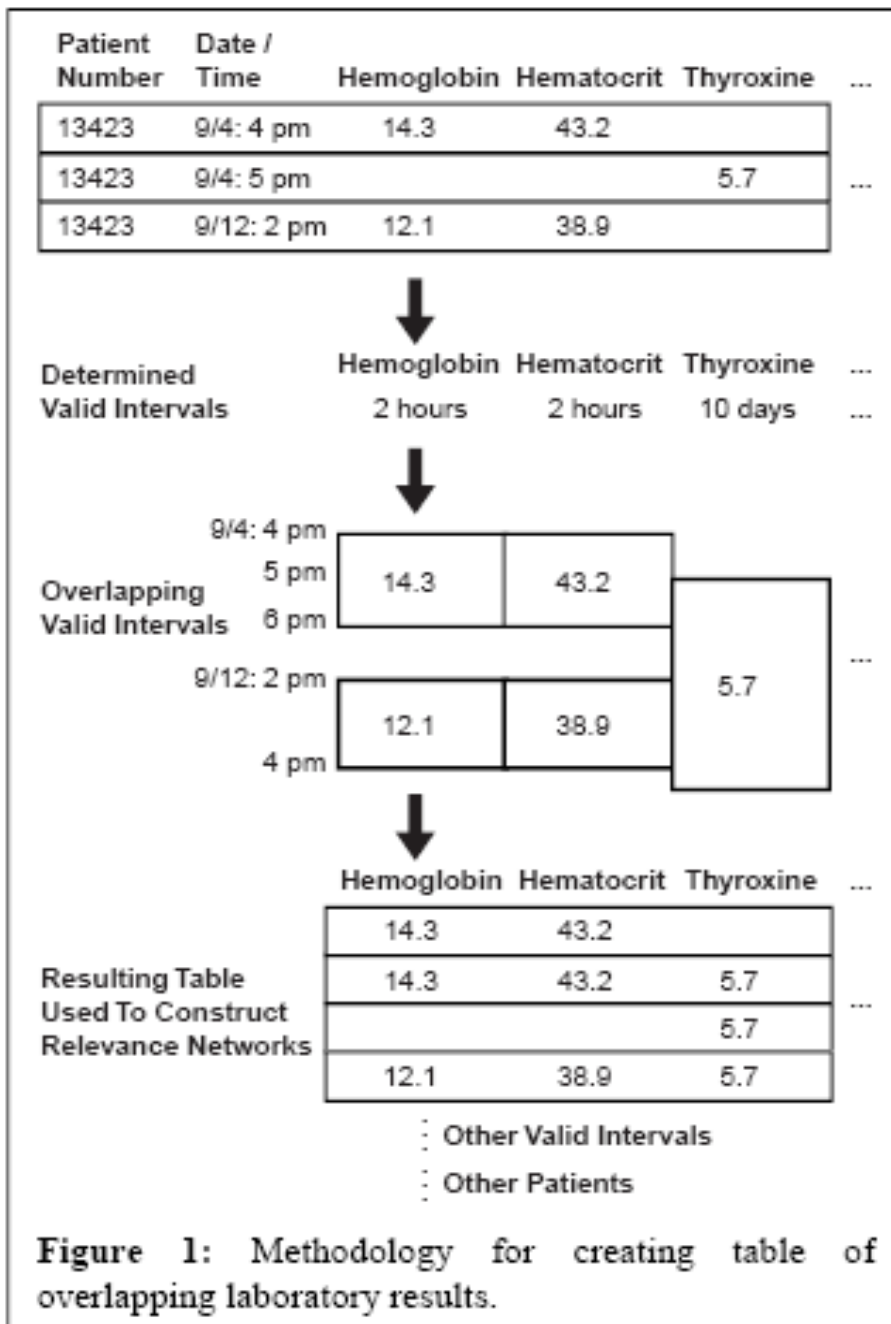 Patient Date /
Number Time Hemoglobin Hematocrit Thyroxine ...
13423 9/4: 4 pm 14.3 43.2
13423 9/4: 5 pm 5.7 ...
13423 9/12: 2 pm 12.1 38.9
Hemoglobin Hematocrit Thyroxine ...
Determined
Valid Intervals 2 hours 2 hours 10 days ...
9/4: 4 pm
5 pm 14.3 43.2
Overlapping
Valid Intervals 6 pm
...
9/12: 2 pm 5.7
12.1 38.9
4 pm
Hemoglobin Hematocrit Thyroxine ...
14.3 43.2
Resulting Table 14.3 43.2 5.7
Used To Construct 5.7 ...
Relevance Networks
12.1 38.9 5.7
Other Valid Intervals
Other Patients
Figure 1: Methodology for creating table of
overlapping laboratory results.